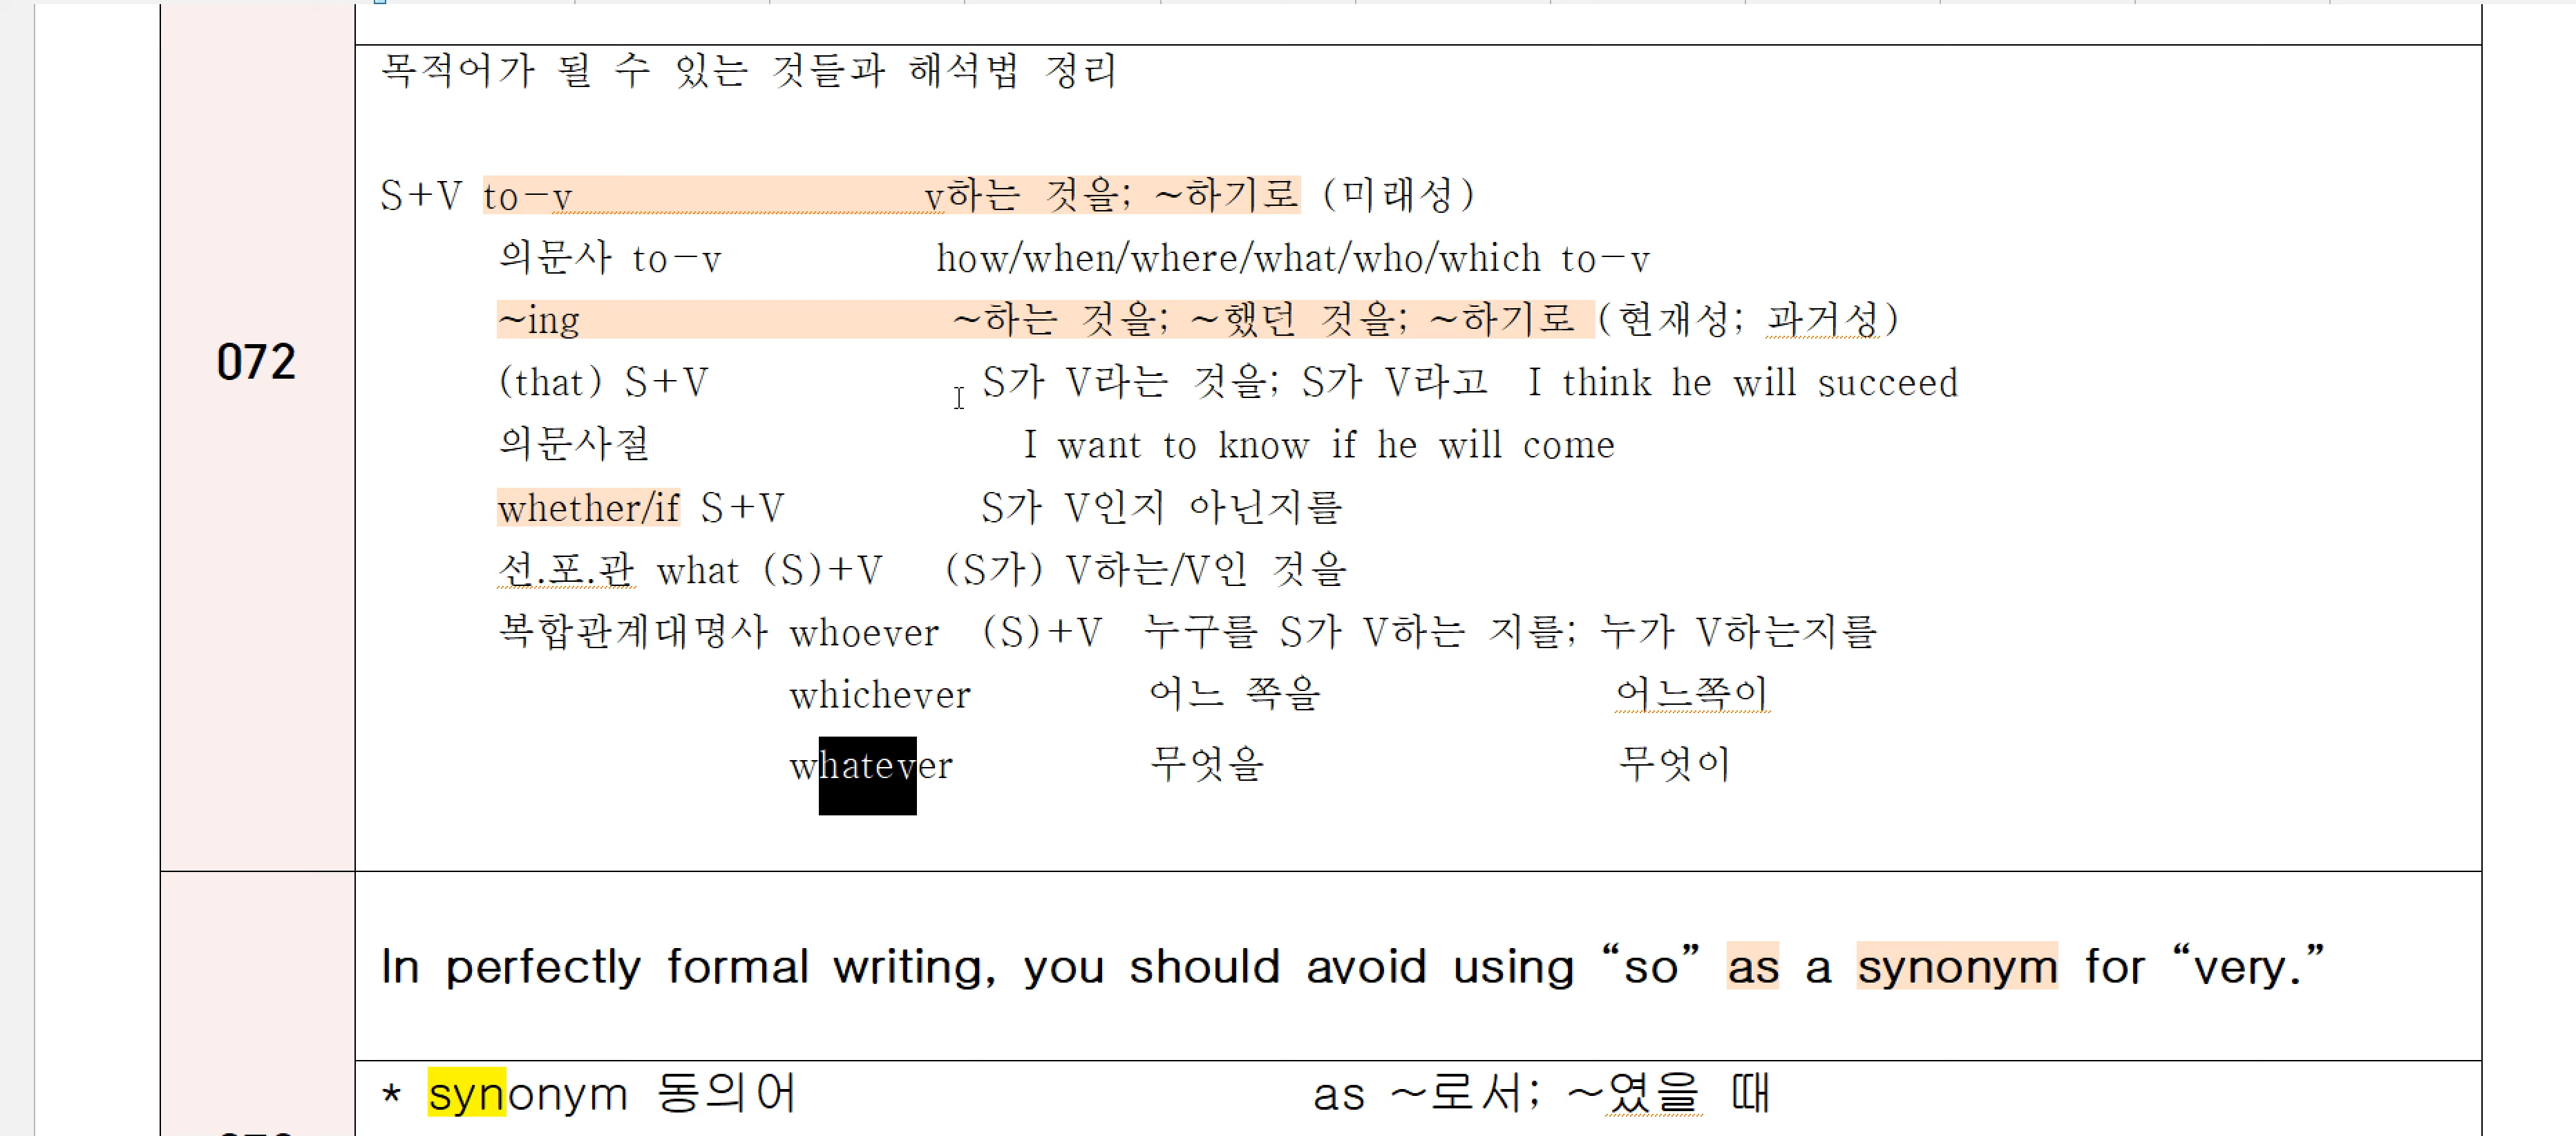 목적어가 될 수 있는 것들과 해석법 정리
S+V to-v v하는 것을; ~하기로 (미래성)
의문사 to-v how/when/where/what/who/which to-v
~ing ~하는 것을; ~했던 것을; ~하기로 (현재성; 과거성)
072
(that) S+V S가 V라는 것을; S가 V라고 I think he will succeed
의문사절 I want to know if he will come
whether/if S+V S가 V인지 아닌지를
선.포.관 what (S)+V (S가) V하는/V인 것을
복합관계대명사 whoever (S)+V 누구를 S가 V하는 지를; 누가 V하는지를
whichever 어느 쪽을 어느쪽이
whatever 무엇을 무엇이
In perfectly formal writing, you should avoid using “so” as a synonym for “very.”
* synonym 동의어 as ~로서; ~였을 때